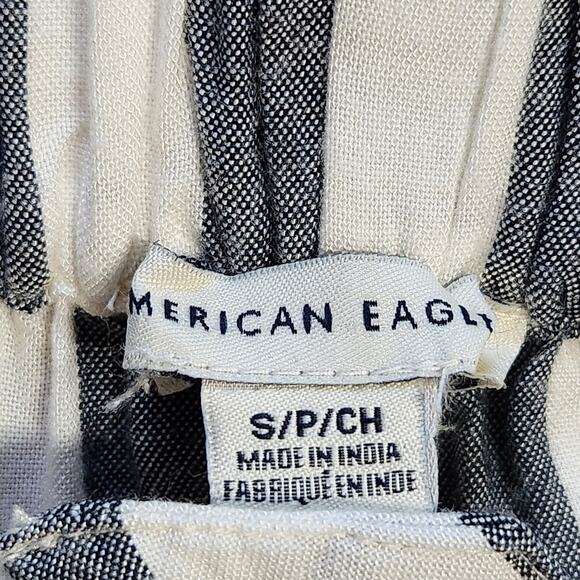 MERICAN EAGL
S/P/CH
MADE IN INDIA
FABRIQUÉ EN INDE